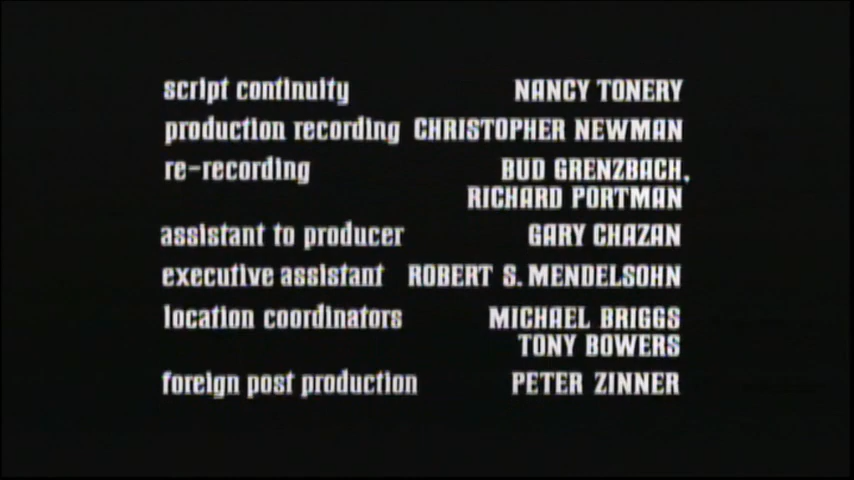 script continuity NANCY TONERY
production recording CHRISTOPHER NEWMAN
re-recording BUD GRENZBACH,
RICHARD PORTMAN
assistant to producer GARY CHAZAN
executive assistant ROBERT S. MENDELSOHN
location coordinators MICHAEL BRIGGS
TONY BOWERS
foreign post production PETER ZINNER